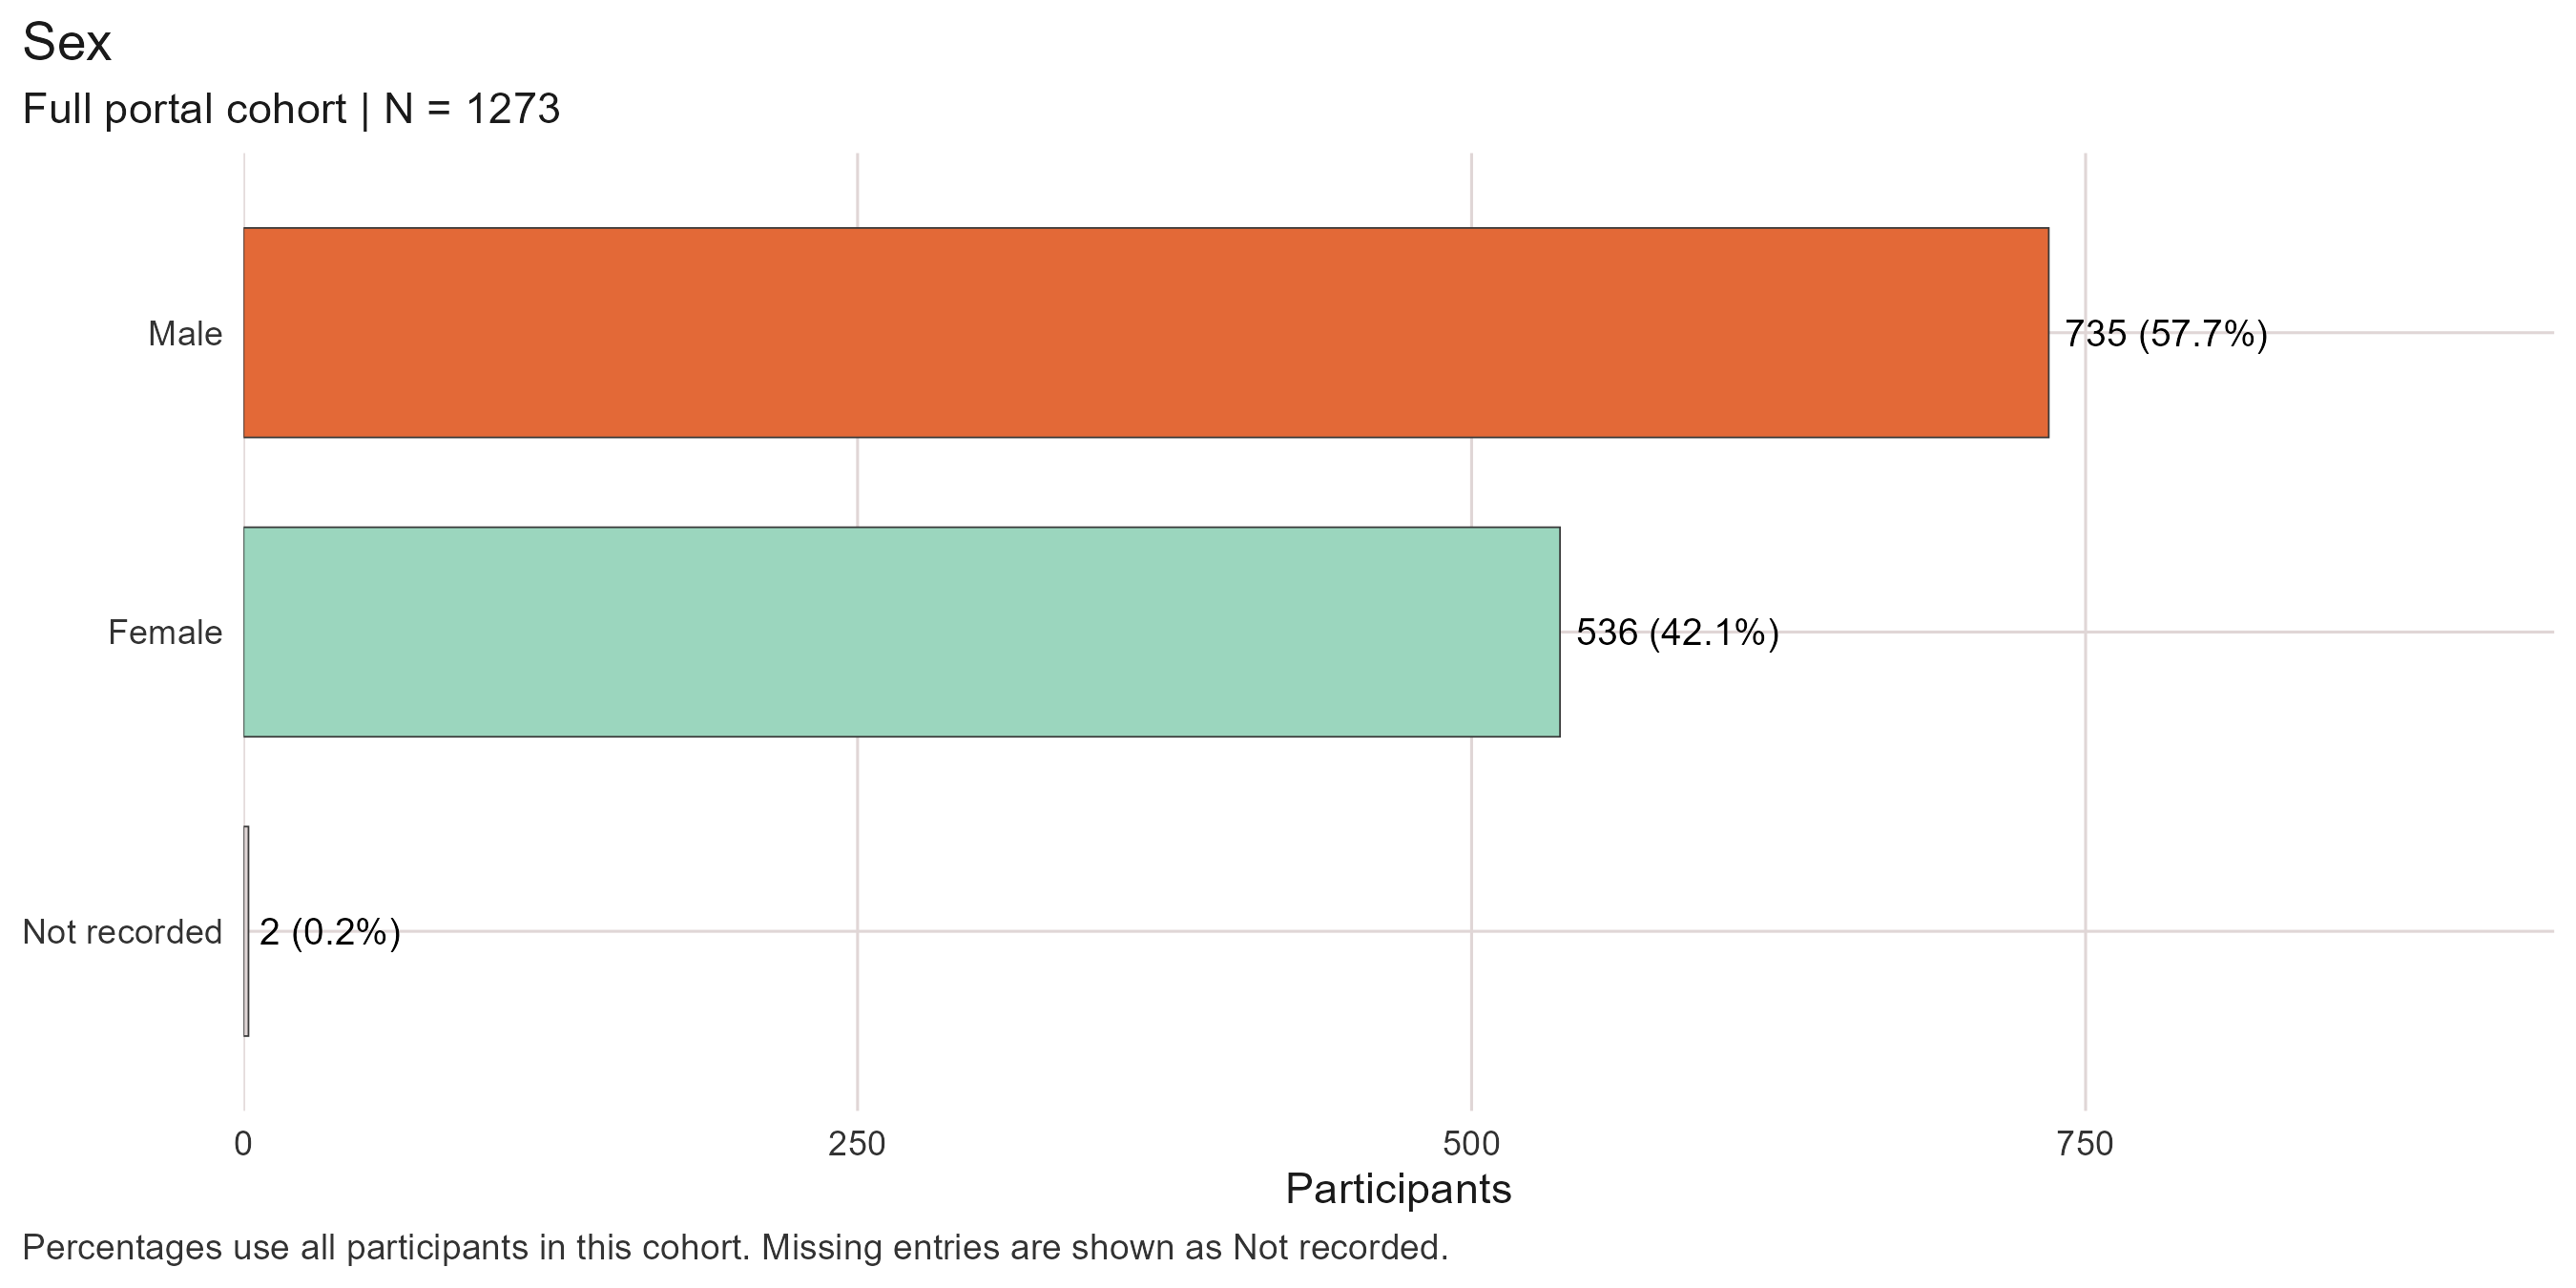 Sex
Full portal cohort | N = 1273
Male
735 (57.7%)
Female
536 (42.1%)
Not recorded
2 (0.2%)
0
250
500
750
Participants
Percentages use all participants in this cohort. Missing entries are shown as Not recorded.